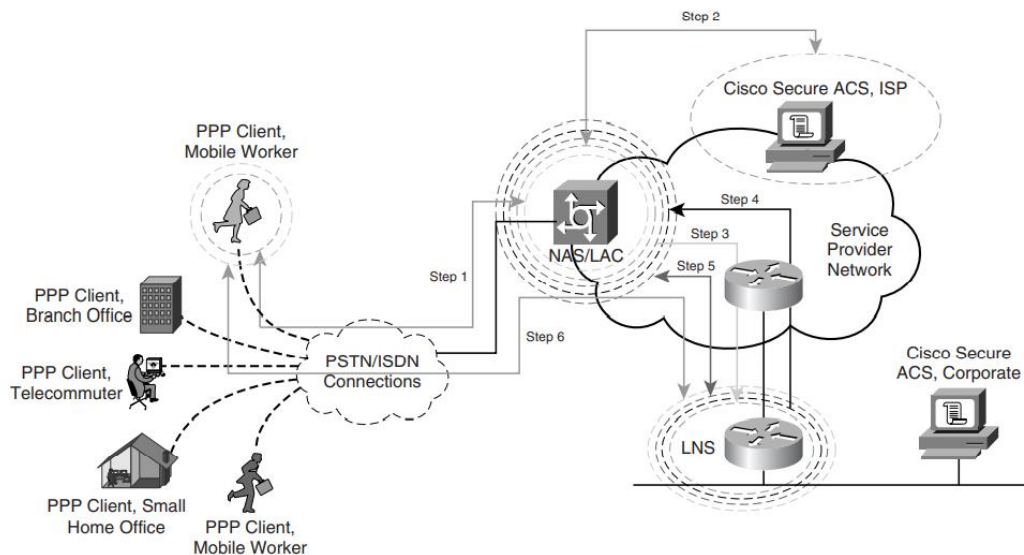 Step 2
Cisco Secure ACS, ISP
PPP Client,
Mobile Worker
Step 4
NAS/LAC
Step 3
Service
Provider
Network
Step 1
Step 5
PPP Client,
Branch Office
Step 6
PSTN/ISDN
Connections
Cisco Secure
ACS, Corporate
PPP Client,
Telecommuter
LNS
PPP Client, Small
Home Office
PPP Client,
Mobile Worker